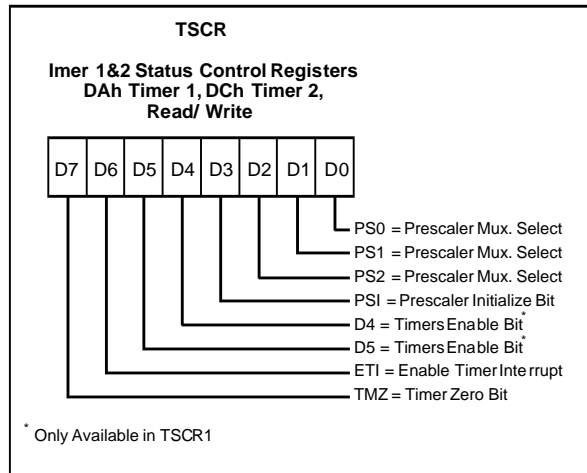 TSCR
Imer 1&2 Status Control Registers
DAh Timer 1, DCh Timer 2,
Read/ Write
D7 D6 D5 D4 D3 D2 D1 D0
PS0 = Prescaler Mux. Select
PS1 = Prescaler Mux. Select
PS2 = Prescaler Mux. Select
PSI = Prescaler Initialize Bit
D4 = Timers Enable Bit*
D5 = Timers Enable Bit*
ETI = Enable Timer Interrupt
TMZ = Timer Zero Bit
* Only Available in TSCR1